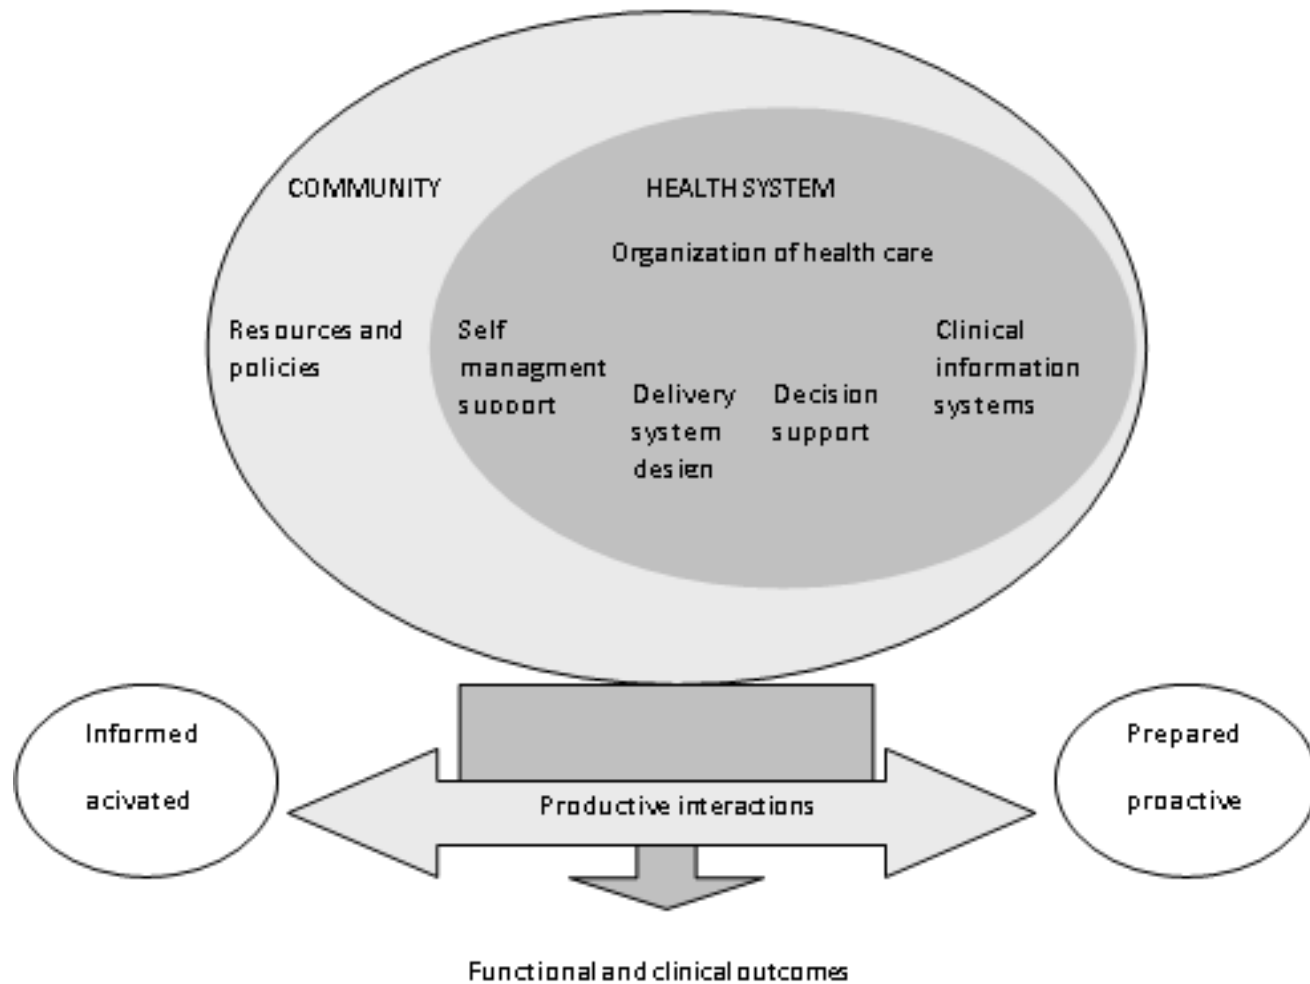 COMMUNITY
HEALTH SYSTEM
Organization of health care
Resources and
policies
Self
managment
support
Delivery
system
design
Decision
support
Clinical
information
systems
Informed
acivated
Productive interactions
Prepared
proactive
Functional and clinical outcomes